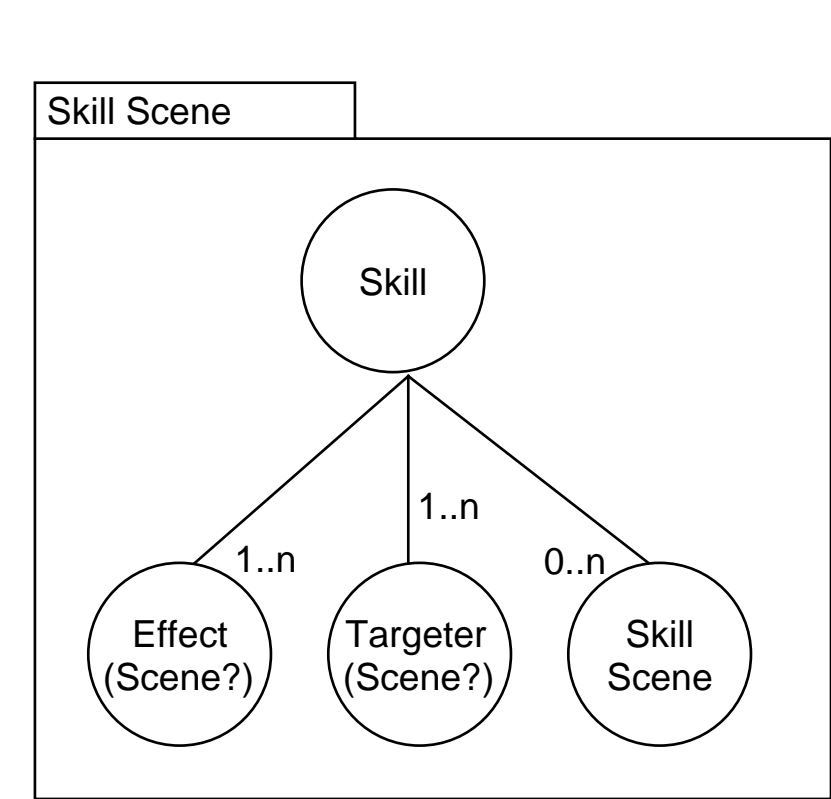 Skill Scene
Skill
1..n
1..n
0..n
Effect
(Scene?)
Targeter
(Scene?)
Skill
Scene